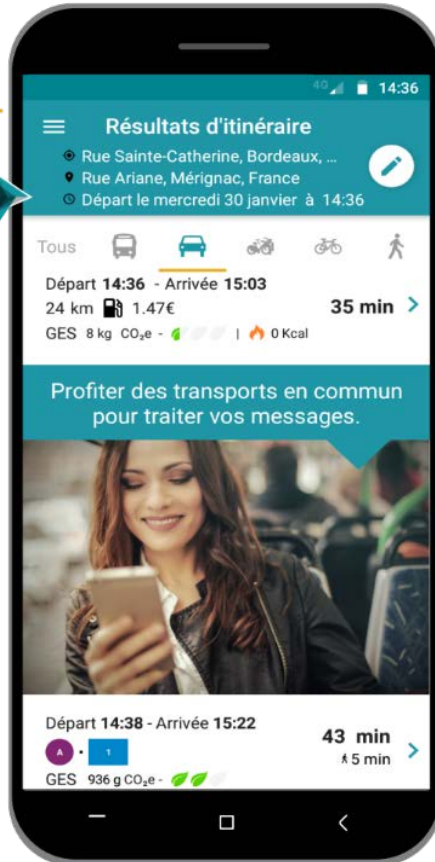 4G 14:36
Résultats d'itinéraire
Rue Sainte-Catherine, Bordeaux, ...
Rue Ariane, Mérignac, France
Départ le mercredi 30 janvier à 14:36
Tous
Départ 14:36 - Arrivée 15:03
24 km 1.47€ 35 min >
GES 8 kg CO₂e - | 0 Kcal
Profiter des transports en commun
pour traiter vos messages.
Départ 14:38 - Arrivée 15:22
43 min >
A · 1
5 min
GES 936 g CO₂e -